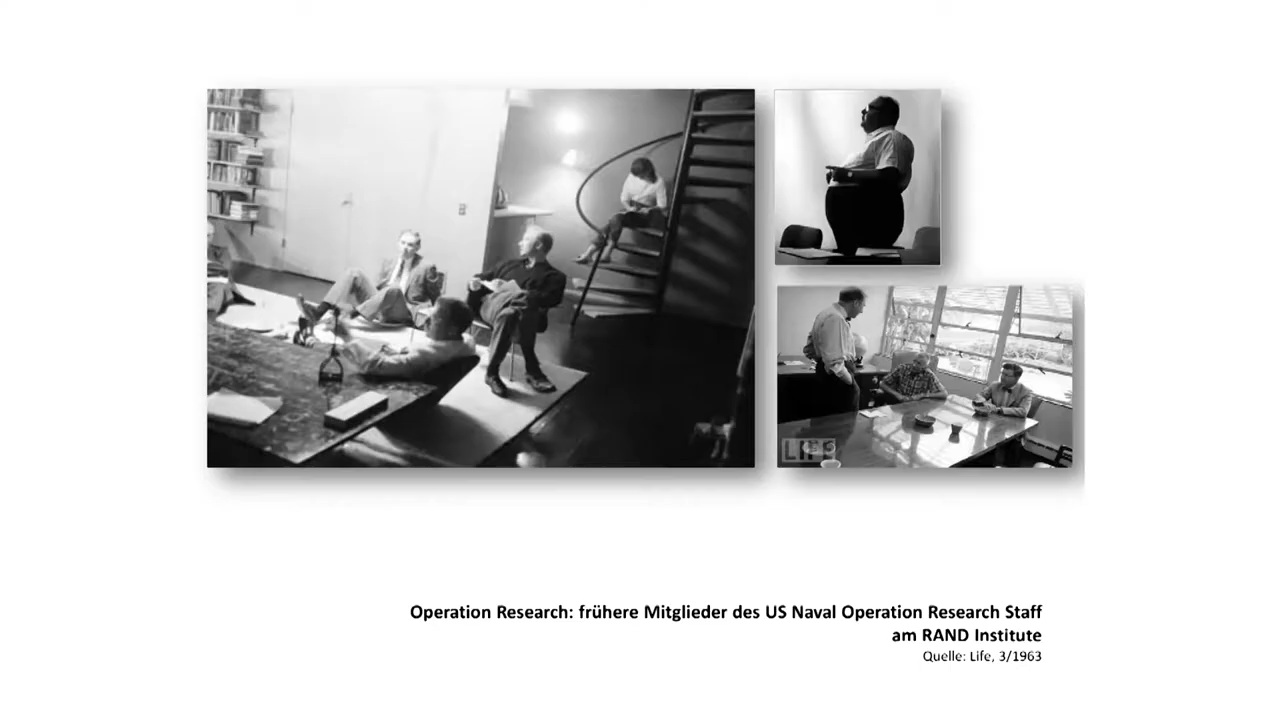 LIFE
Operation Research: frühere Mitglieder des US Naval Operation Research Staff
am RAND Institute
Quelle: Life, 3/1963